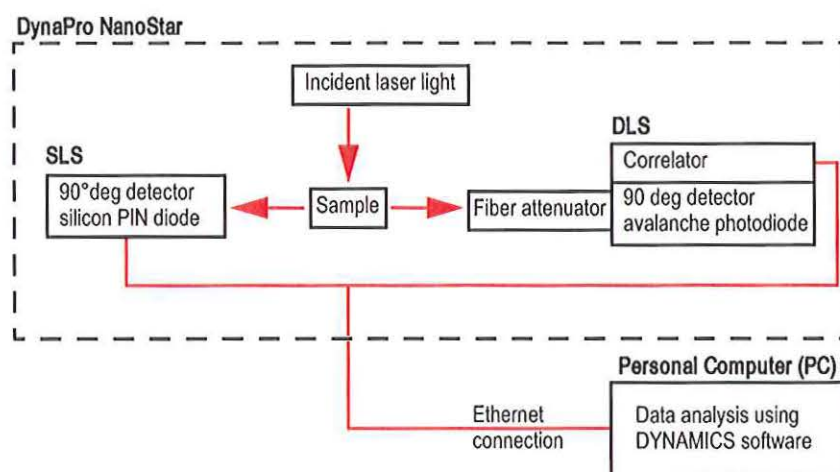 DynaPro NanoStar
Incident laser light
DLS
SLS
Correlator
90°deg detector
silicon PIN diode
Sample
Fiber attenuator
90 deg detector
avalanche photodiode
Personal Computer (PC)
Ethernet
connection
Data analysis using
DYNAMICS software